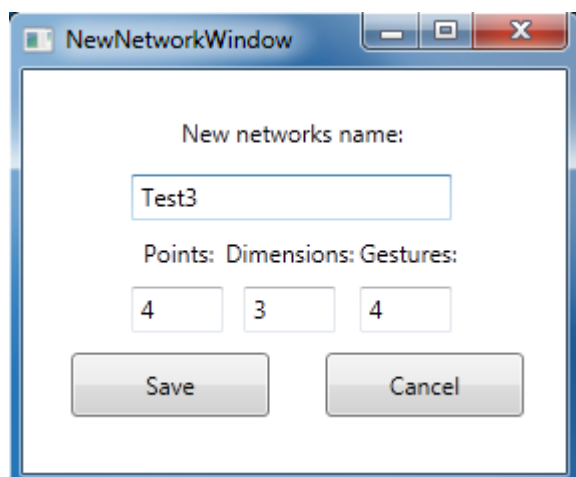 NewNetworkWindow
New networks name:
Test3
Points: Dimensions: Gestures:
4 3 4
Save Cancel